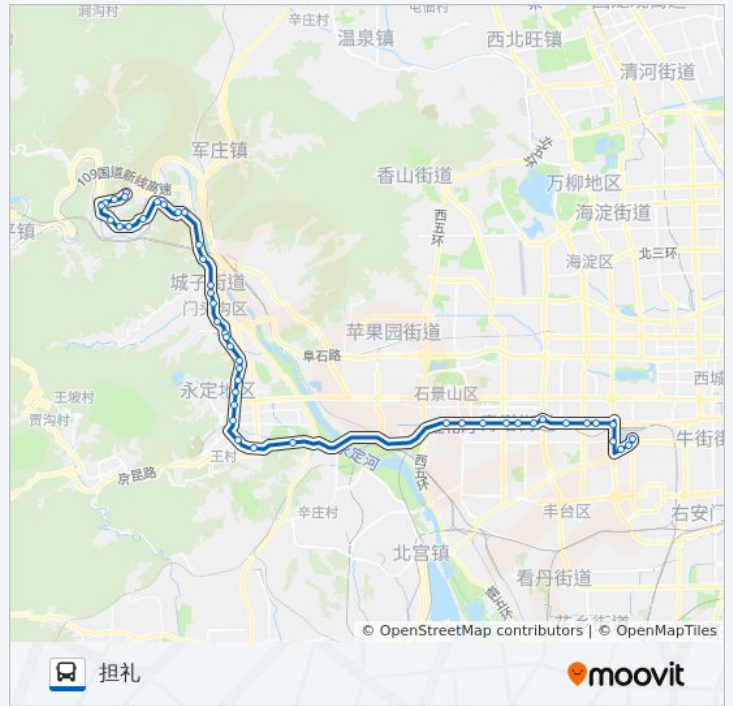 涧沟村
辛庄村
温泉镇
西北旺镇
清河街道
军庄镇
109国道新线高速
香山街道
北五环
万柳地区
海淀街道
西五环
北三环
海淀区
城子街道
门头沟区
苹果园街道
阜石路
西城
王坡村
永定地区
石景山区
贾沟村
牛街街
王村
永定河
京昆路
西五环
辛庄村
丰台区
右安门
北宫镇
看丹街道
© OpenStreetMap contributors | © OpenMapTiles
担礼
moovit